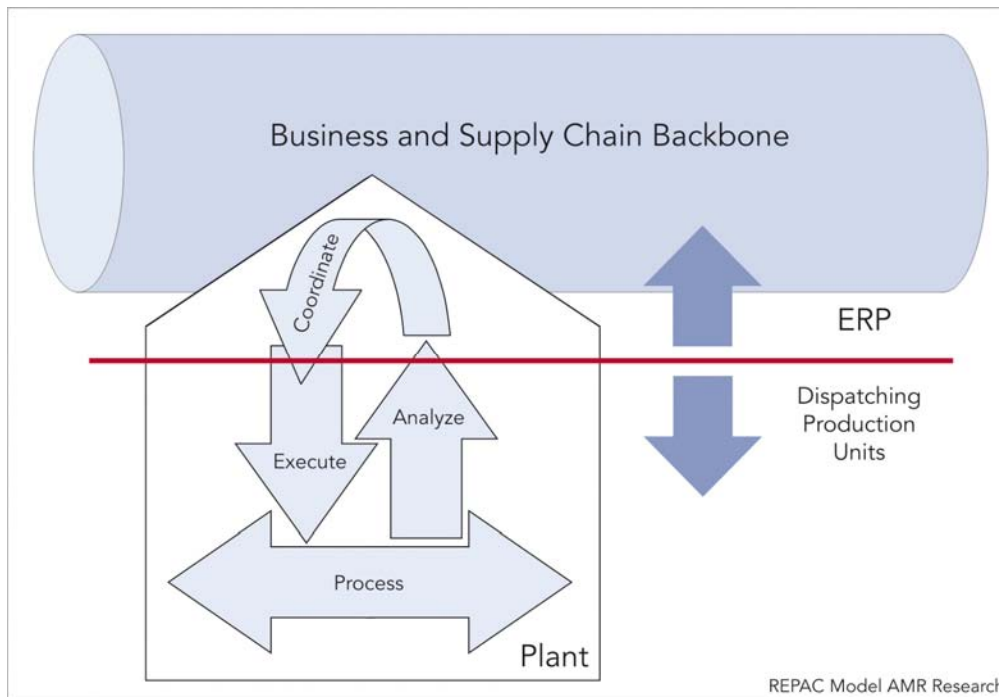 Business and Supply Chain Backbone
Coordinate
ERP
Analyze
Dispatching
Production
Units
Execute
Process
Plant
REPAC Model AMR Research